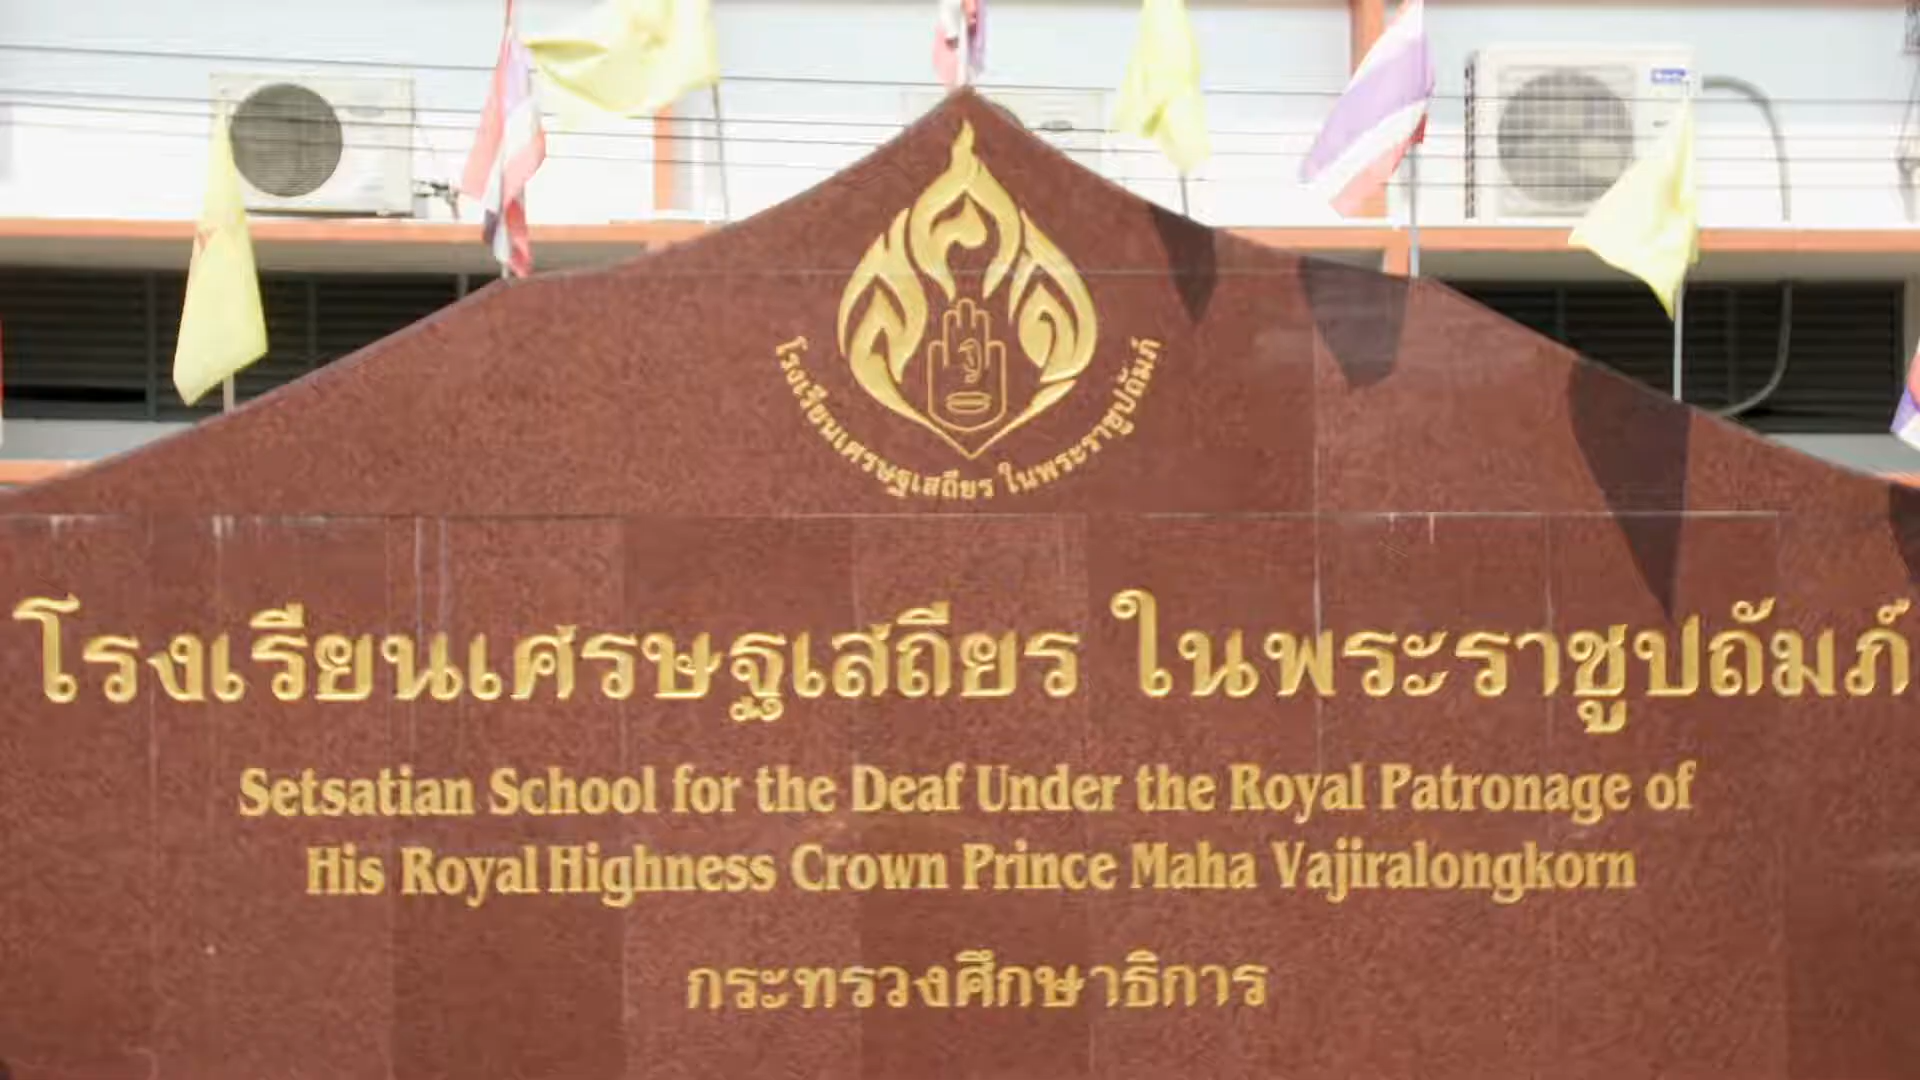 โรงเรียนเศรษฐเสถียร ในพระราชูปถัมภ์
โรงเรียนเศรษฐเสถียร ในพระราชูปถัมภ์
Setsatian School for the Deaf Under the Royal Patronage of
His Royal Highness Crown Prince Maha Vajiralongkorn
กระทรวงศึกษาธิการ